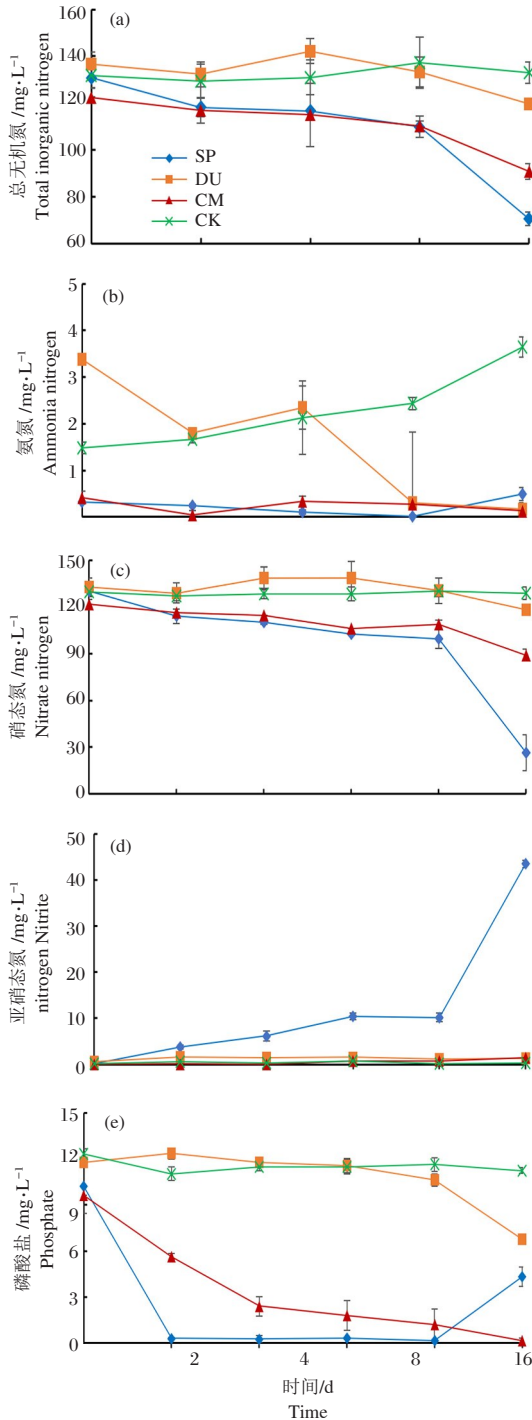 160
140
120
100
80
60
总无机氮/mg·L⁻¹
Total inorganic nitrogen
(a)
SP
DU
CM
CK
5
4
3
2
1
氨氮/mg·L⁻¹
Ammonia nitrogen
(b)
150
120
90
60
30
0
硝态氮/mg·L⁻¹
Nitrate nitrogen
(c)
50
40
30
20
10
0
亚硝态氮/mg·L⁻¹
nitrogen Nitrite
(d)
15
12
9
6
3
0
磷酸盐/mg·L⁻¹
Phosphate
(e)
2 4 8 16
时间/d
Time